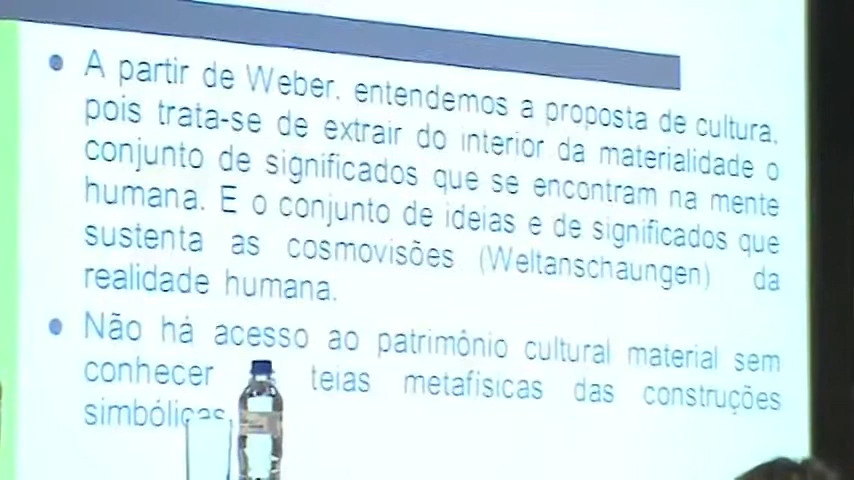 A partir de Weber, entendemos a proposta de cultura,
pois trata-se de extrair do interior da materialidade o
conjunto de significados que se encontram na mente
humana. E o conjunto de ideias e de significados que
sustenta as cosmovisões (Weltanschaungen) da
realidade humana.
Não há acesso ao patrimônio cultural material sem
conhecer teias metafísicas das construções
simbólicas